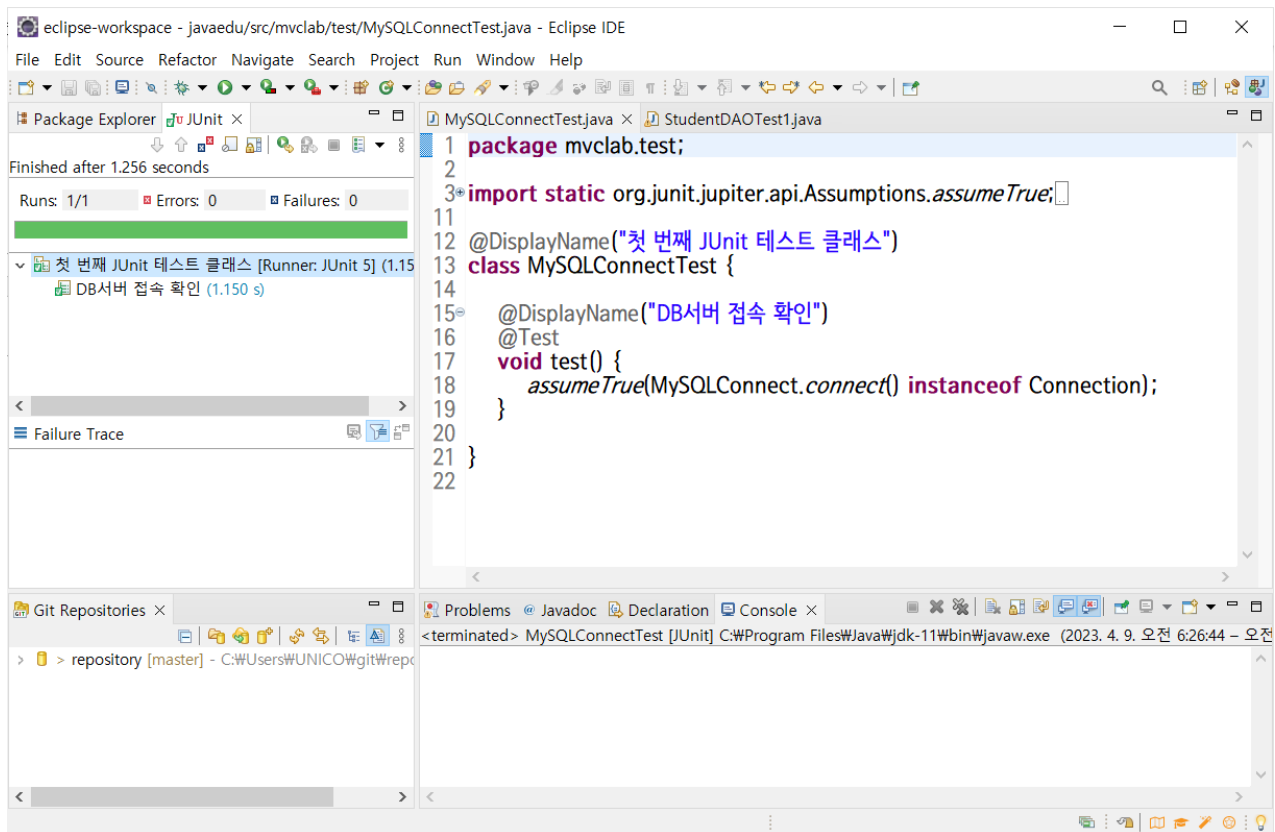 eclipse-workspace - javaedu/src/mvclab/test/MySQLConnectTest.java - Eclipse IDE
File Edit Source Refactor Navigate Search Project Run Window Help
Package Explorer JUnit
Finished after 1.256 seconds
Runs: 1/1 Errors: 0 Failures: 0
첫 번째 JUnit 테스트 클래스 [Runner: JUnit 5] (1.15
DB서버 접속 확인 (1.150 s)
Failure Trace
MySQLConnectTest.java StudentDAOTest1.java
1 package mvclab.test;
2
3 import static org.junit.jupiter.api.Assumptions.assumeTrue;
11
12 @DisplayName("첫 번째 JUnit 테스트 클래스")
13 class MySQLConnectTest {
14
15 @DisplayName("DB서버 접속 확인")
16 @Test
17 void test() {
18 assumeTrue(MySQLConnect.connect() instanceof Connection);
19 }
20
21 }
22
Git Repositories
> repository [master] - C:₩Users₩UNICO₩git₩repo
Problems Javadoc Declaration Console
<terminated> MySQLConnectTest [JUnit] C:₩Program Files₩Java₩jdk-11₩bin₩javaw.exe (2023. 4. 9. 오전 6:26:44 – 오전